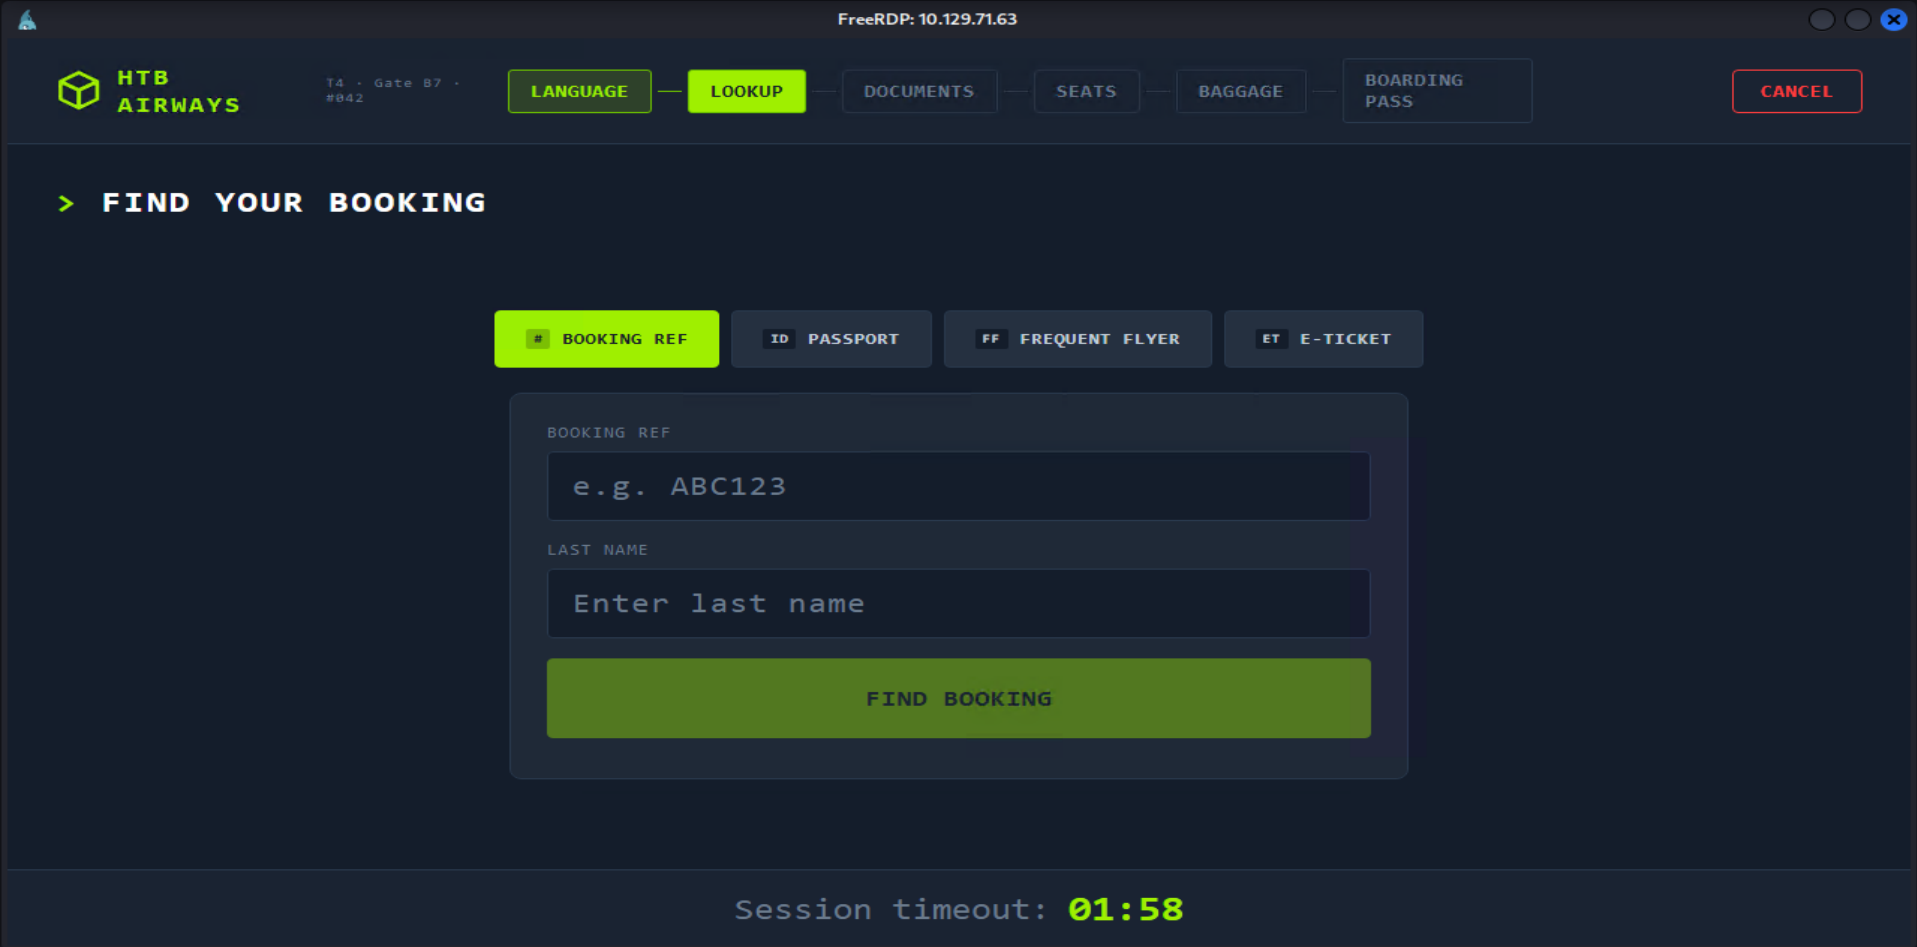 FreeRDP: 10.129.71.63
HTB
AIRWAYS
T4 - Gate B7 -
#042
LANGUAGE
LOOKUP
DOCUMENTS
SEATS
BAGGAGE
BOARDING
PASS
CANCEL
> FIND YOUR BOOKING
# BOOKING REF
ID PASSPORT
FF FREQUENT FLYER
ET E-TICKET
BOOKING REF
e.g. ABC123
LAST NAME
Enter last name
FIND BOOKING
Session timeout: 01:58